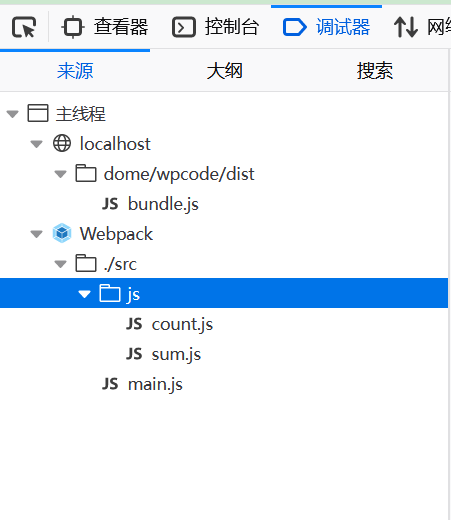 查看器 控制台 调试器 网络
来源 大纲 搜索
主线程
localhost
dome/wpcode/dist
JS bundle.js
Webpack
./src
js
JS count.js
JS sum.js
JS main.js